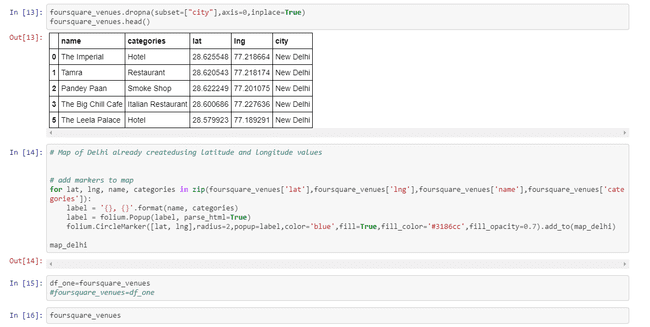 In [13]: foursquare_venues.dropna(subset=["city"],axis=0,inplace=True)
foursquare_venues.head()
Out[13]:
name categories lat lng city
0 The Imperial Hotel 28.625548 77.218664 New Delhi
1 Tamra Restaurant 28.620543 77.218174 New Delhi
2 Pandey Paan Smoke Shop 28.622249 77.201075 New Delhi
3 The Big Chill Cafe Italian Restaurant 28.600686 77.227636 New Delhi
5 The Leela Palace Hotel 28.579923 77.189291 New Delhi
In [14]: # Map of Delhi already createdusing latitude and longitude values
# add markers to map
for lat, lng, name, categories in zip(foursquare_venues['lat'],foursquare_venues['lng'],foursquare_venues['name'],foursquare_venues['cate
gories']):
label = '{}, {}'.format(name, categories)
label = folium.Popup(label, parse_html=True)
folium.CircleMarker([lat, lng],radius=2,popup=label,color='blue',fill=True,fill_color='#3186cc',fill_opacity=0.7).add_to(map_delhi)
map_delhi
Out[14]:
In [15]: df_one=foursquare_venues
#foursquare_venues=df_one
In [16]: foursquare_venues